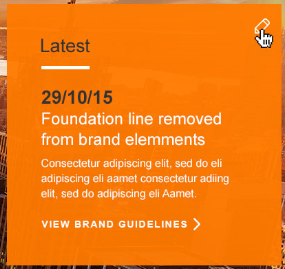 Latest
29/10/15
Foundation line removed
from brand elemments
Consectetur adipiscing elit, sed do eli
adipiscing eli aamet consectetur adiing
elit, sed do adipiscing eli Aamet.
VIEW BRAND GUIDELINES